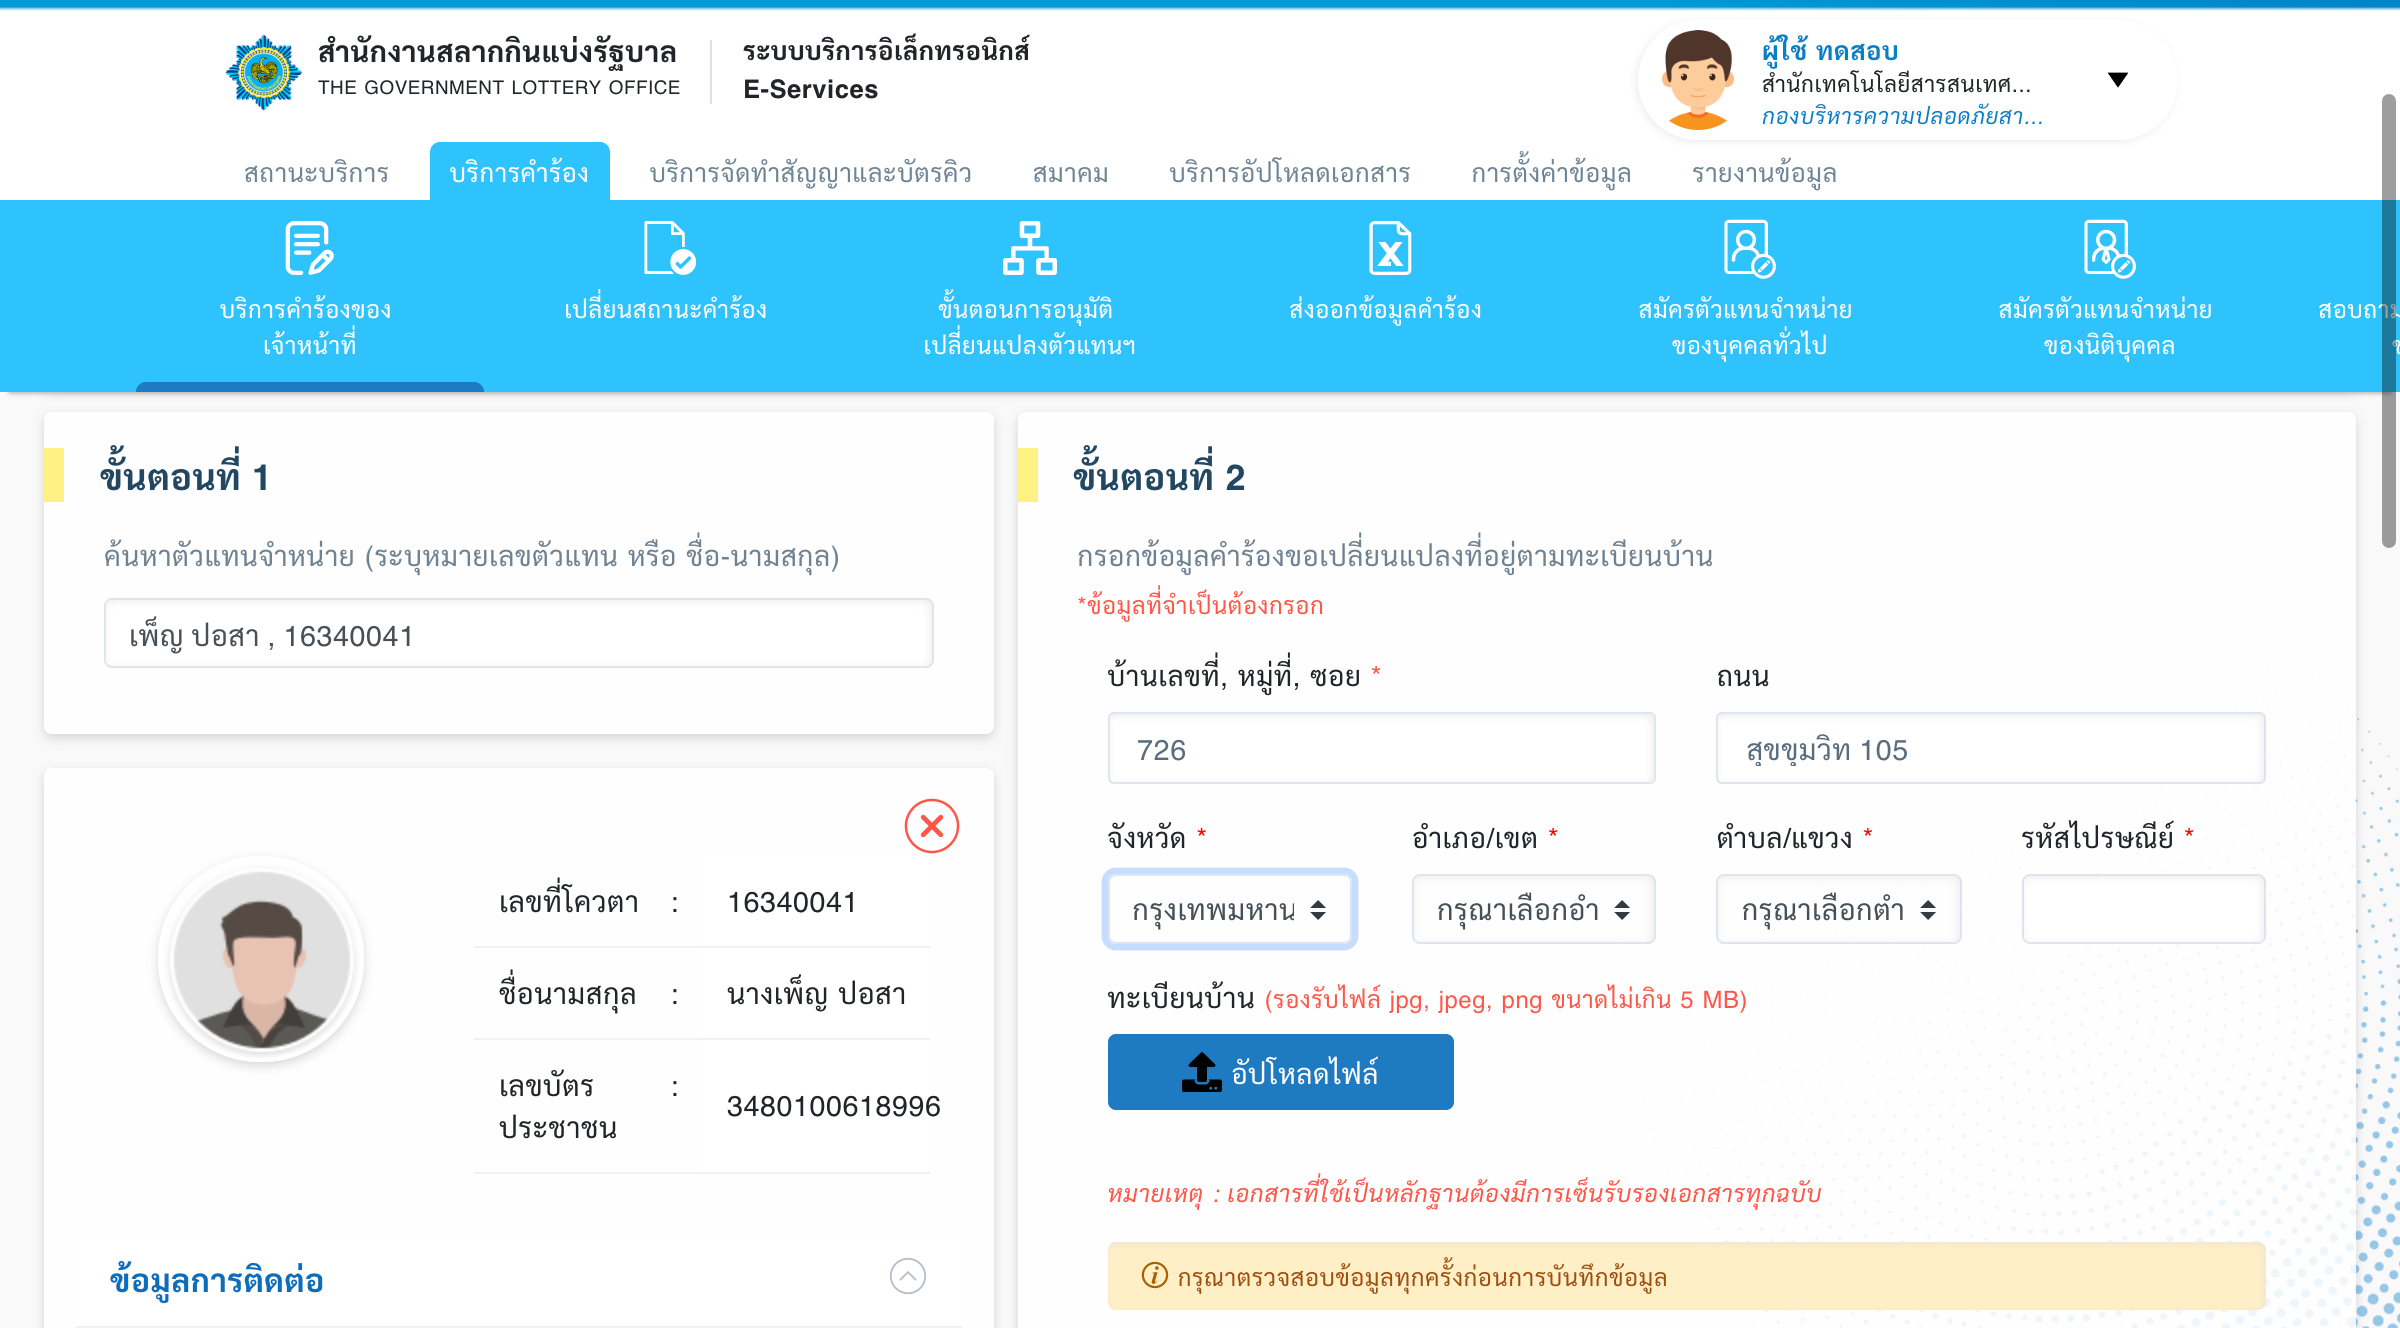 สำนักงานสลากกินแบ่งรัฐบาล
THE GOVERNMENT LOTTERY OFFICE
ระบบบริการอิเล็กทรอนิกส์
E-Services
ผู้ใช้ ทดสอบ
สำนักเทคโนโลยีสารสนเทศ...
กองบริหารความปลอดภัยสา...
สถานะบริการ
บริการคำร้อง
บริการจัดทำสัญญาและบัตรคิว
สมาคม
บริการอัปโหลดเอกสาร
การตั้งค่าข้อมูล
รายงานข้อมูล
บริการคำร้องของ
เจ้าหน้าที่
เปลี่ยนสถานะคำร้อง
ขั้นตอนการอนุมัติ
เปลี่ยนแปลงตัวแทนฯ
ส่งออกข้อมูลคำร้อง
สมัครตัวแทนจำหน่าย
ของบุคคลทั่วไป
สมัครตัวแทนจำหน่าย
ของนิติบุคคล
ขั้นตอนที่ 1
ค้นหาตัวแทนจำหน่าย (ระบุหมายเลขตัวแทน หรือ ชื่อ-นามสกุล)
เพ็ญ ปอสา , 16340041
เลขที่โควตา : 16340041
ชื่อนามสกุล : นางเพ็ญ ปอสา
เลขบัตร : 3480100618996
ประชาชน
ข้อมูลการติดต่อ
ขั้นตอนที่ 2
กรอกข้อมูลคำร้องขอเปลี่ยนแปลงที่อยู่ตามทะเบียนบ้าน
*ข้อมูลที่จำเป็นต้องกรอก
บ้านเลขที่, หมู่ที่, ซอย * ถนน
726 สุขขุมวิท 105
จังหวัด * อำเภอ/เขต * ตำบล/แขวง * รหัสไปรษณีย์ *
กรุงเทพมหาน กรุณาเลือกอำ กรุณาเลือกตำ
ทะเบียนบ้าน (รองรับไฟล์ jpg, jpeg, png ขนาดไม่เกิน 5 MB)
อัปโหลดไฟล์
หมายเหตุ : เอกสารที่ใช้เป็นหลักฐานต้องมีการเซ็นรับรองเอกสารทุกฉบับ
กรุณาตรวจสอบข้อมูลทุกครั้งก่อนการบันทึกข้อมูล